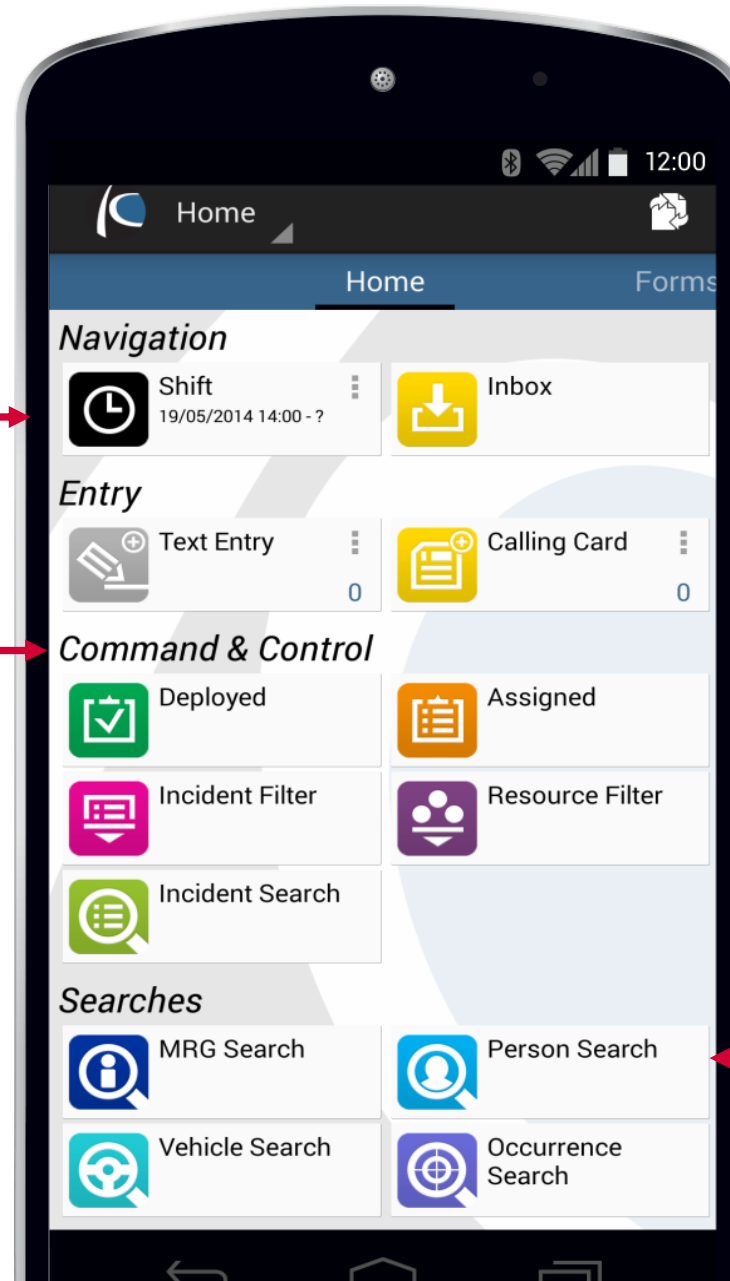 12:00
Home
Home Forms
Navigation
Shift
19/05/2014 14:00 - ?
Inbox
Entry
Text Entry
0
Calling Card
0
Command & Control
Deployed
Assigned
Incident Filter
Resource Filter
Incident Search
Searches
MRG Search
Person Search
Vehicle Search
Occurrence
Search